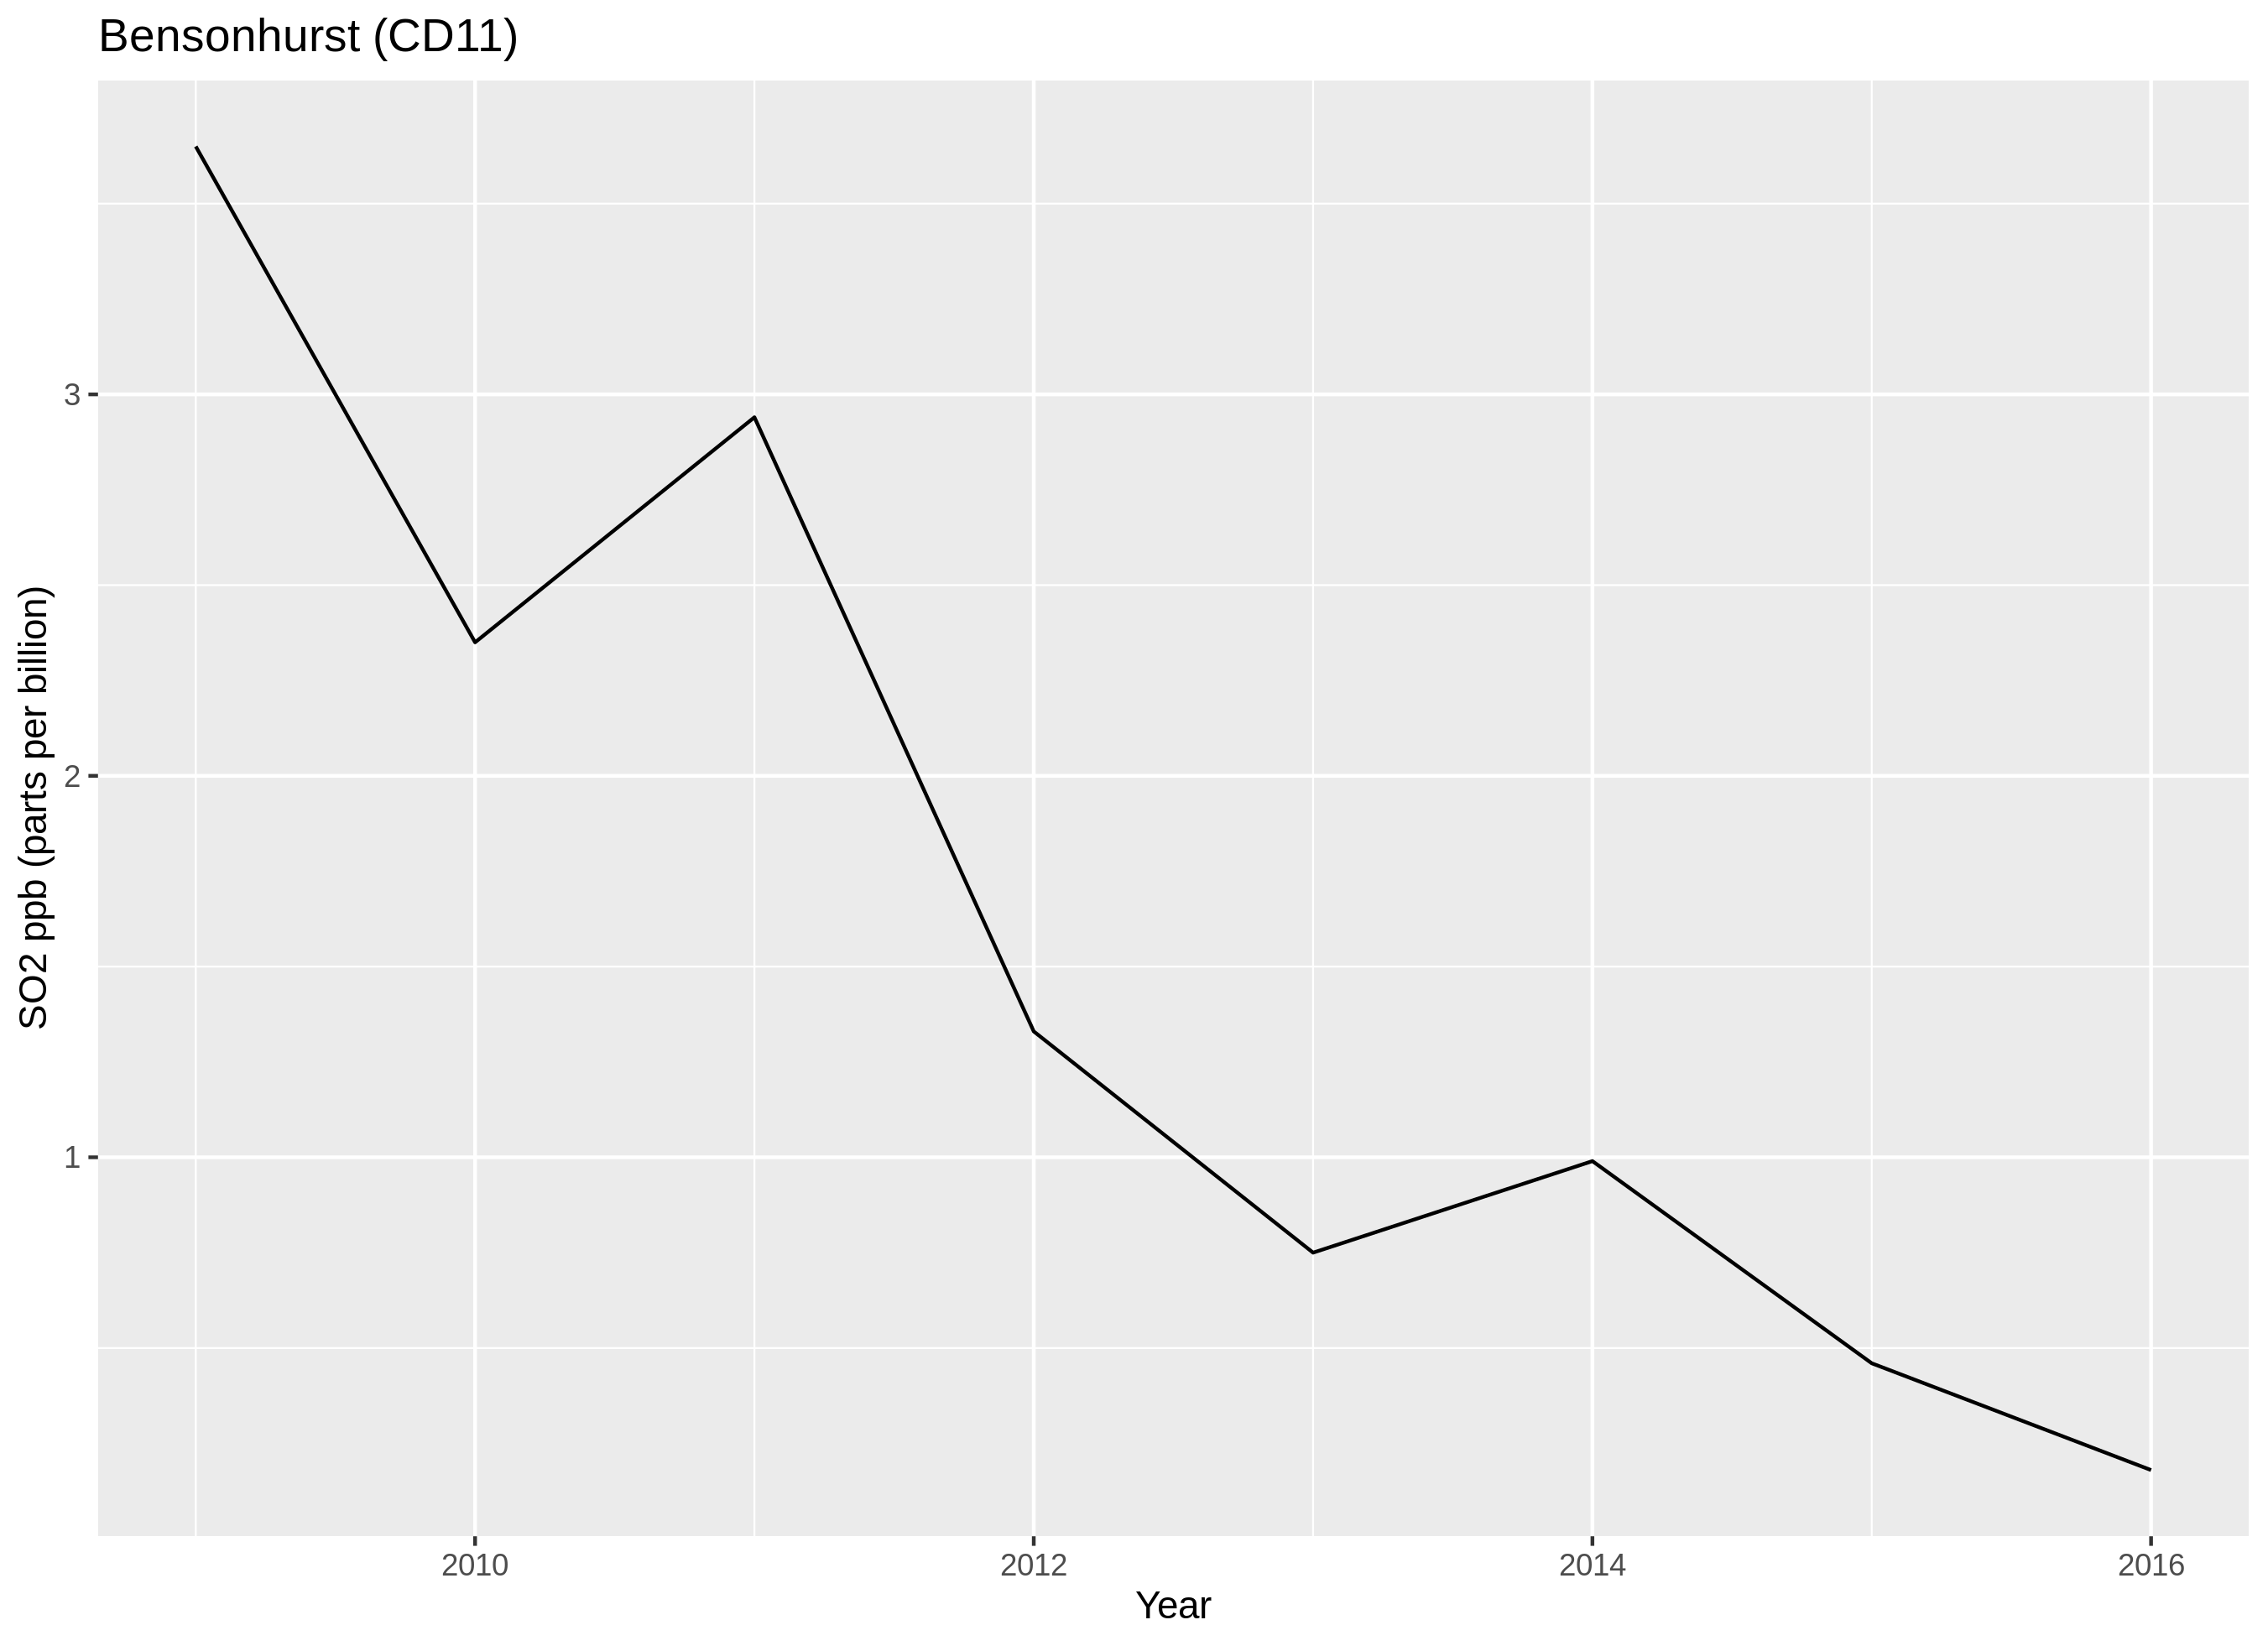 Bensonhurst (CD11)
SO2 ppb (parts per billion)
3
2
1
2010
2012
2014
2016
Year